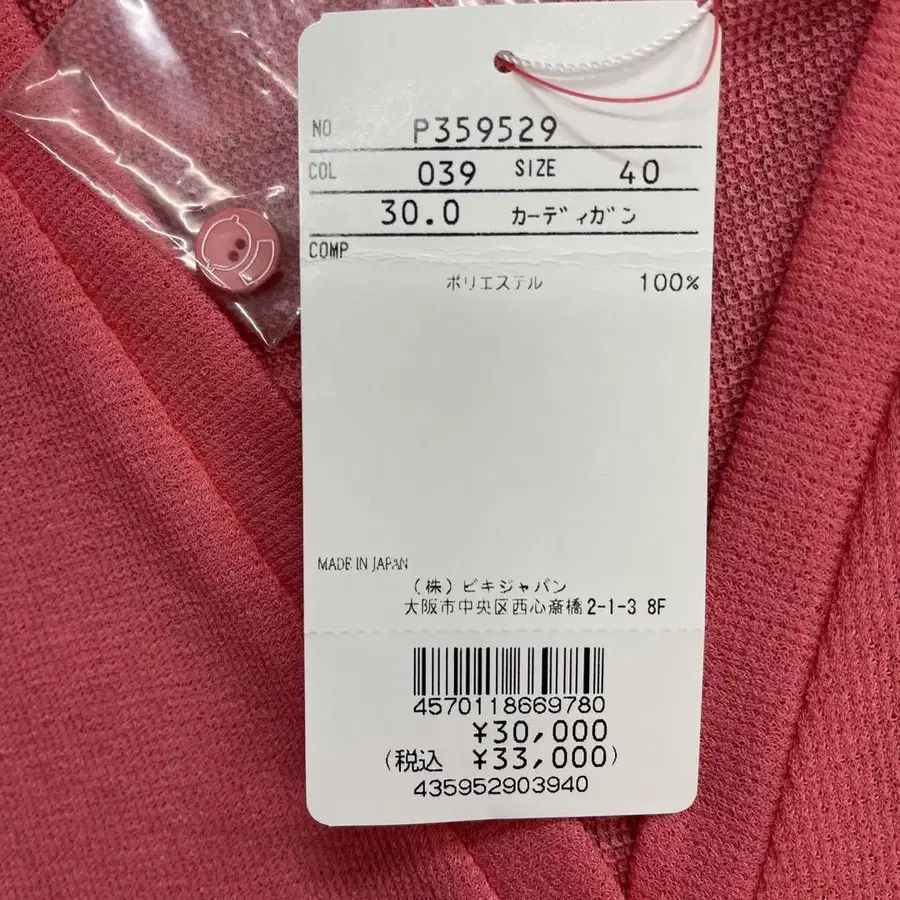 NO P359529
COL 039 SIZE 40
30.0 カーディガン
COMP
ポリエステル 100%
MADE IN JAPAN
(株)ビキジャパン
大阪市中央区西心斎橋2-1-3 8F
4570118669780
¥30,000
(税込 ¥33,000)
435952903940